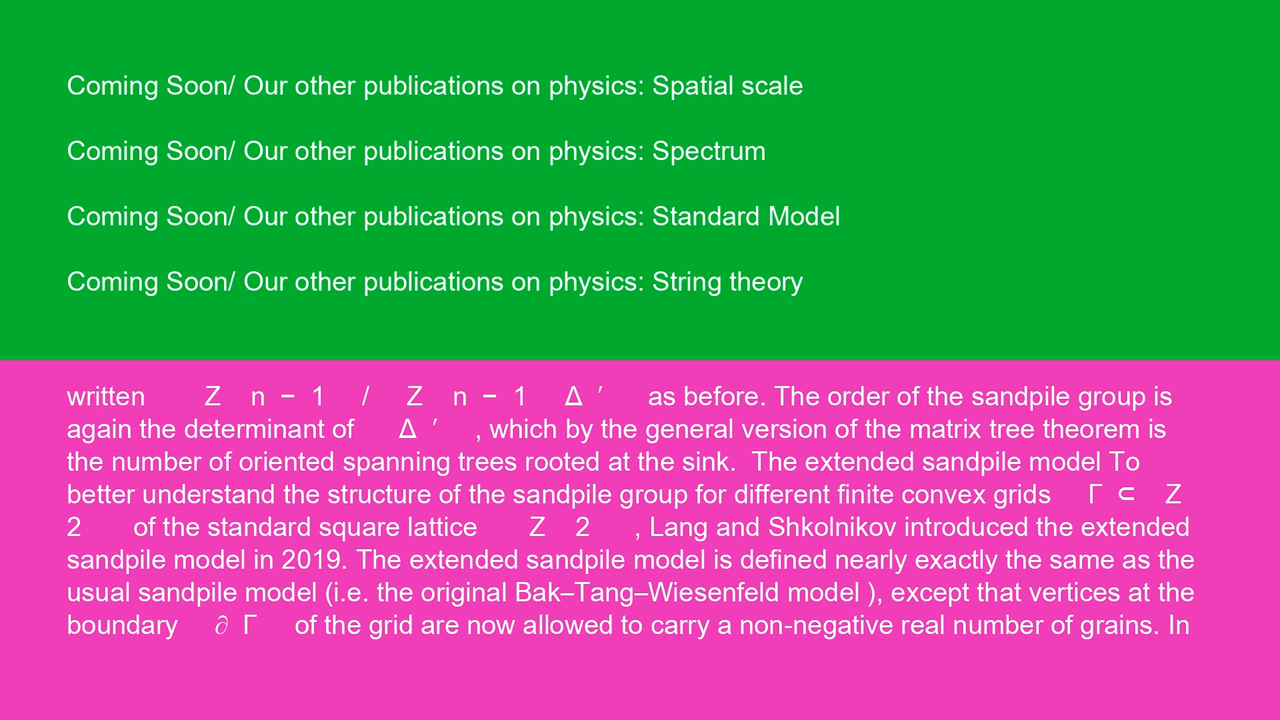 Coming Soon/ Our other publications on physics: Spatial scale
Coming Soon/ Our other publications on physics: Spectrum
Coming Soon/ Our other publications on physics: Standard Model
Coming Soon/ Our other publications on physics: String theory
written Z n − 1 / Z n − 1 Δ ′ as before. The order of the sandpile group is
again the determinant of Δ ′ , which by the general version of the matrix tree theorem is
the number of oriented spanning trees rooted at the sink. The extended sandpile model To
better understand the structure of the sandpile group for different finite convex grids Γ ⊂ Z
2 of the standard square lattice Z 2 , Lang and Shkolnikov introduced the extended
sandpile model in 2019. The extended sandpile model is defined nearly exactly the same as the
usual sandpile model (i.e. the original Bak–Tang–Wiesenfeld model ), except that vertices at the
boundary ∂ Γ of the grid are now allowed to carry a non-negative real number of grains. In